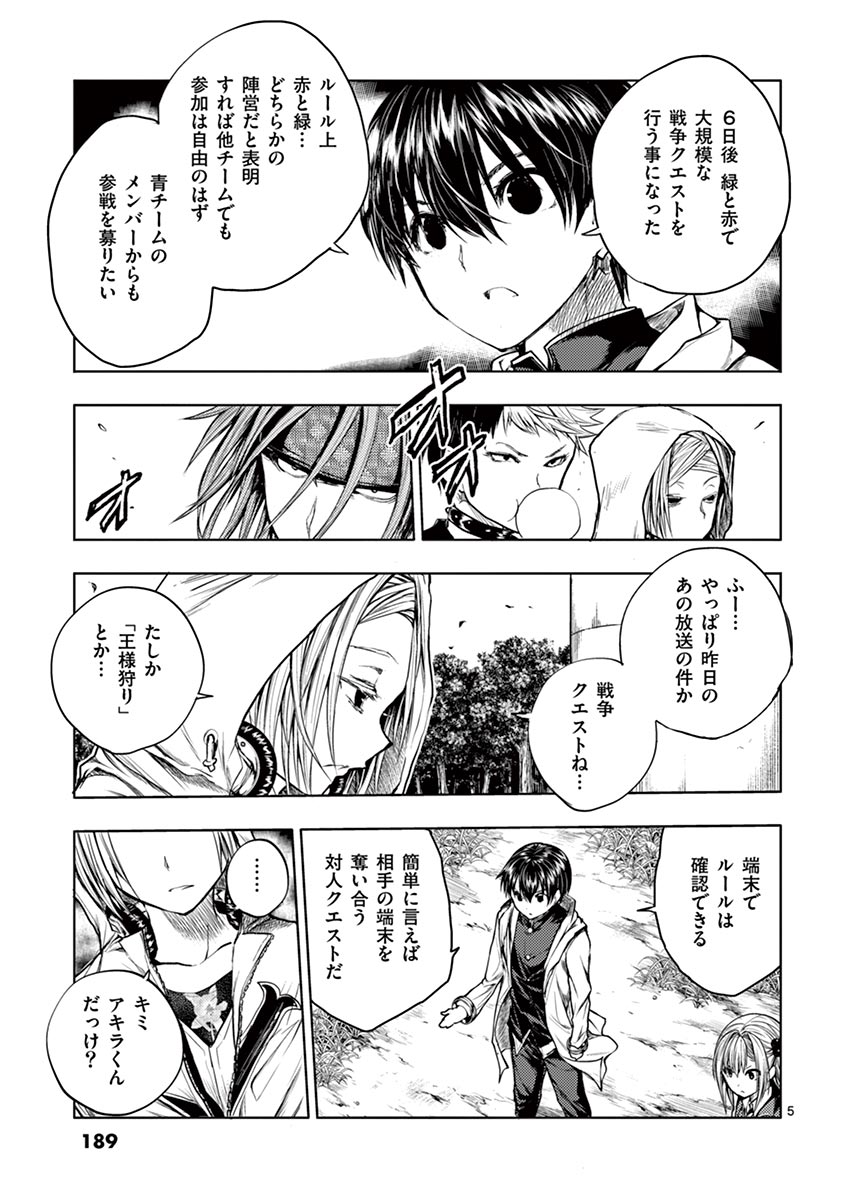 6日後 緑と赤で
大規模な
戦争クエストを
行う事になった
ルール上
赤と緑…
どちらかの
陣営だと表明
すれば他チームでも
参加は自由のはず
青チームの
メンバーからも
参戦を募りたい
オオオオ
ふー…
やっぱり昨日の
あの放送の件か
戦争
クエストね…
たしか
「王様狩り」
とか…
端末で
ルールは
確認できる
簡単に言えば
相手の端末を
奪い合う
対人クエストだ
……
キミ
アキラくん
だっけ?
5
189